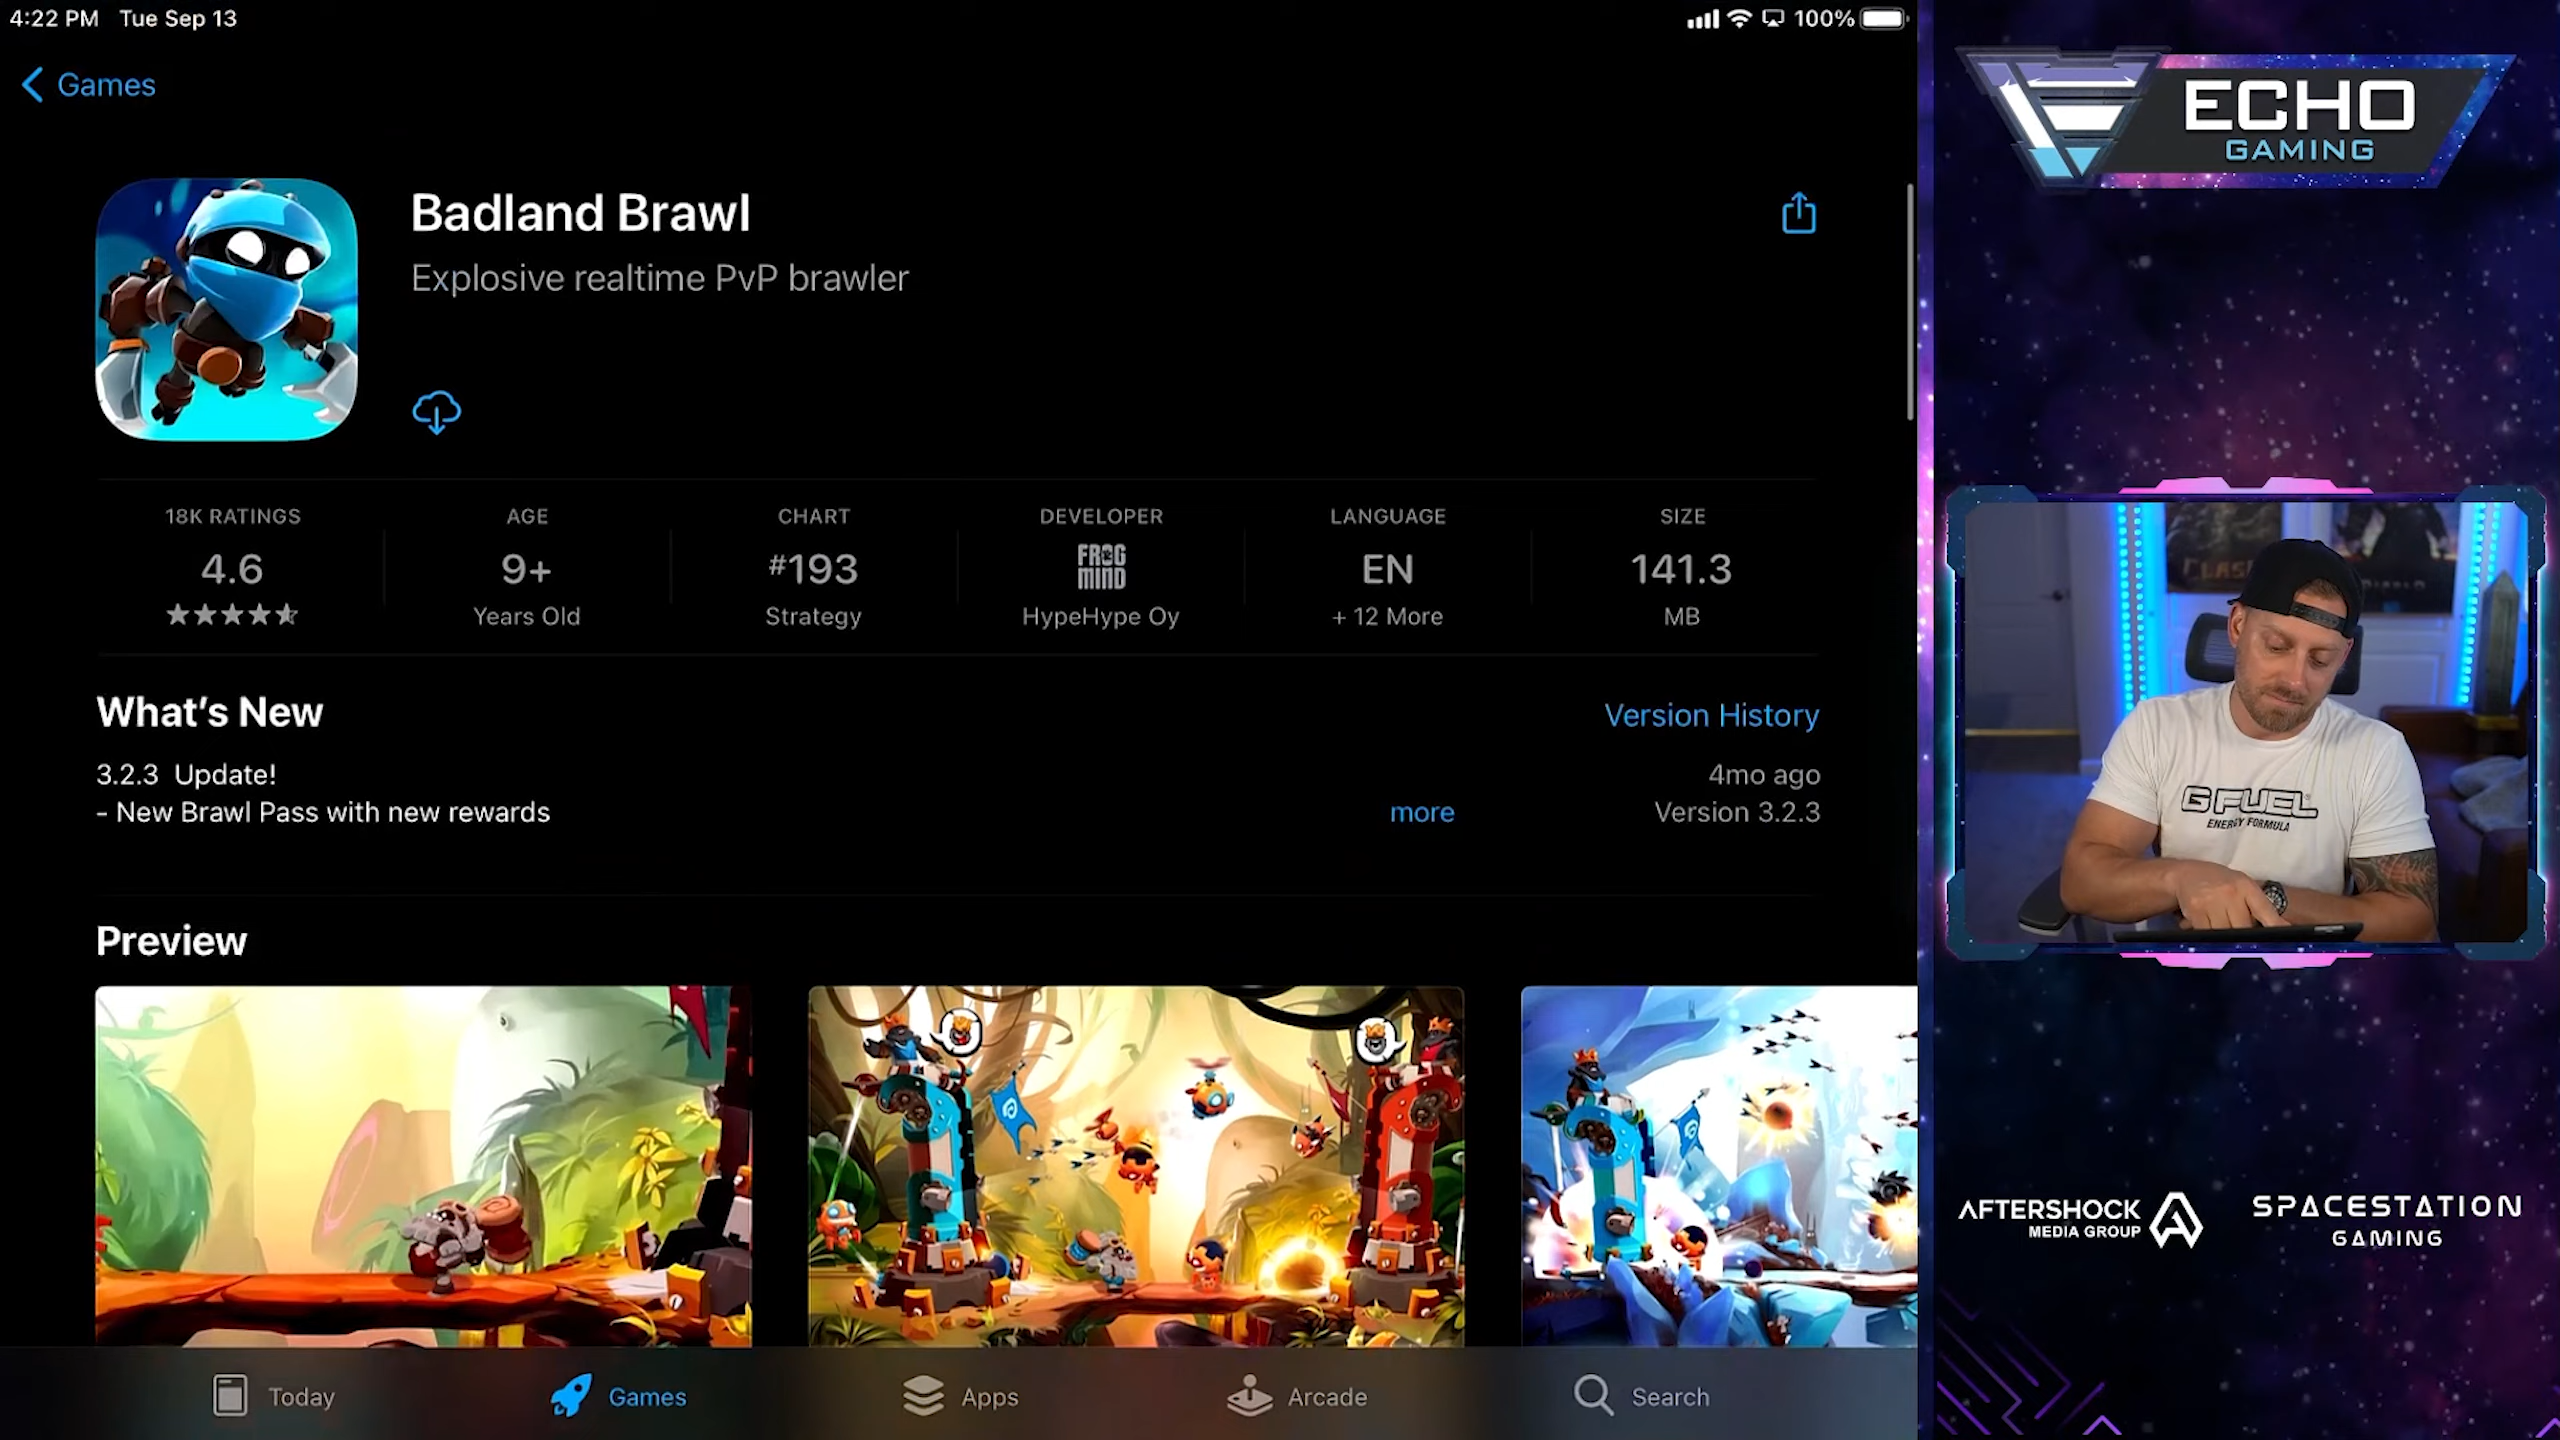 4:22 PM Tue Sep 13
100%
Games
Badland Brawl
Explosive realtime PvP brawler
18K RATINGS
4.6
AGE
9+
Years Old
CHART
#193
Strategy
DEVELOPER
FROG
MIND
HypeHype Oy
LANGUAGE
EN
+ 12 More
SIZE
141.3
MB
What's New
Version History
3.2.3 Update!
4mo ago
- New Brawl Pass with new rewards
more
Version 3.2.3
Preview
Today
Games
Apps
Arcade
Search
ECHO
GAMING
CLAS
DIABLO
G FUEL
ENERGY FORMULA
AFTERSHOCK
MEDIA GROUP
SPACESTATION
GAMING